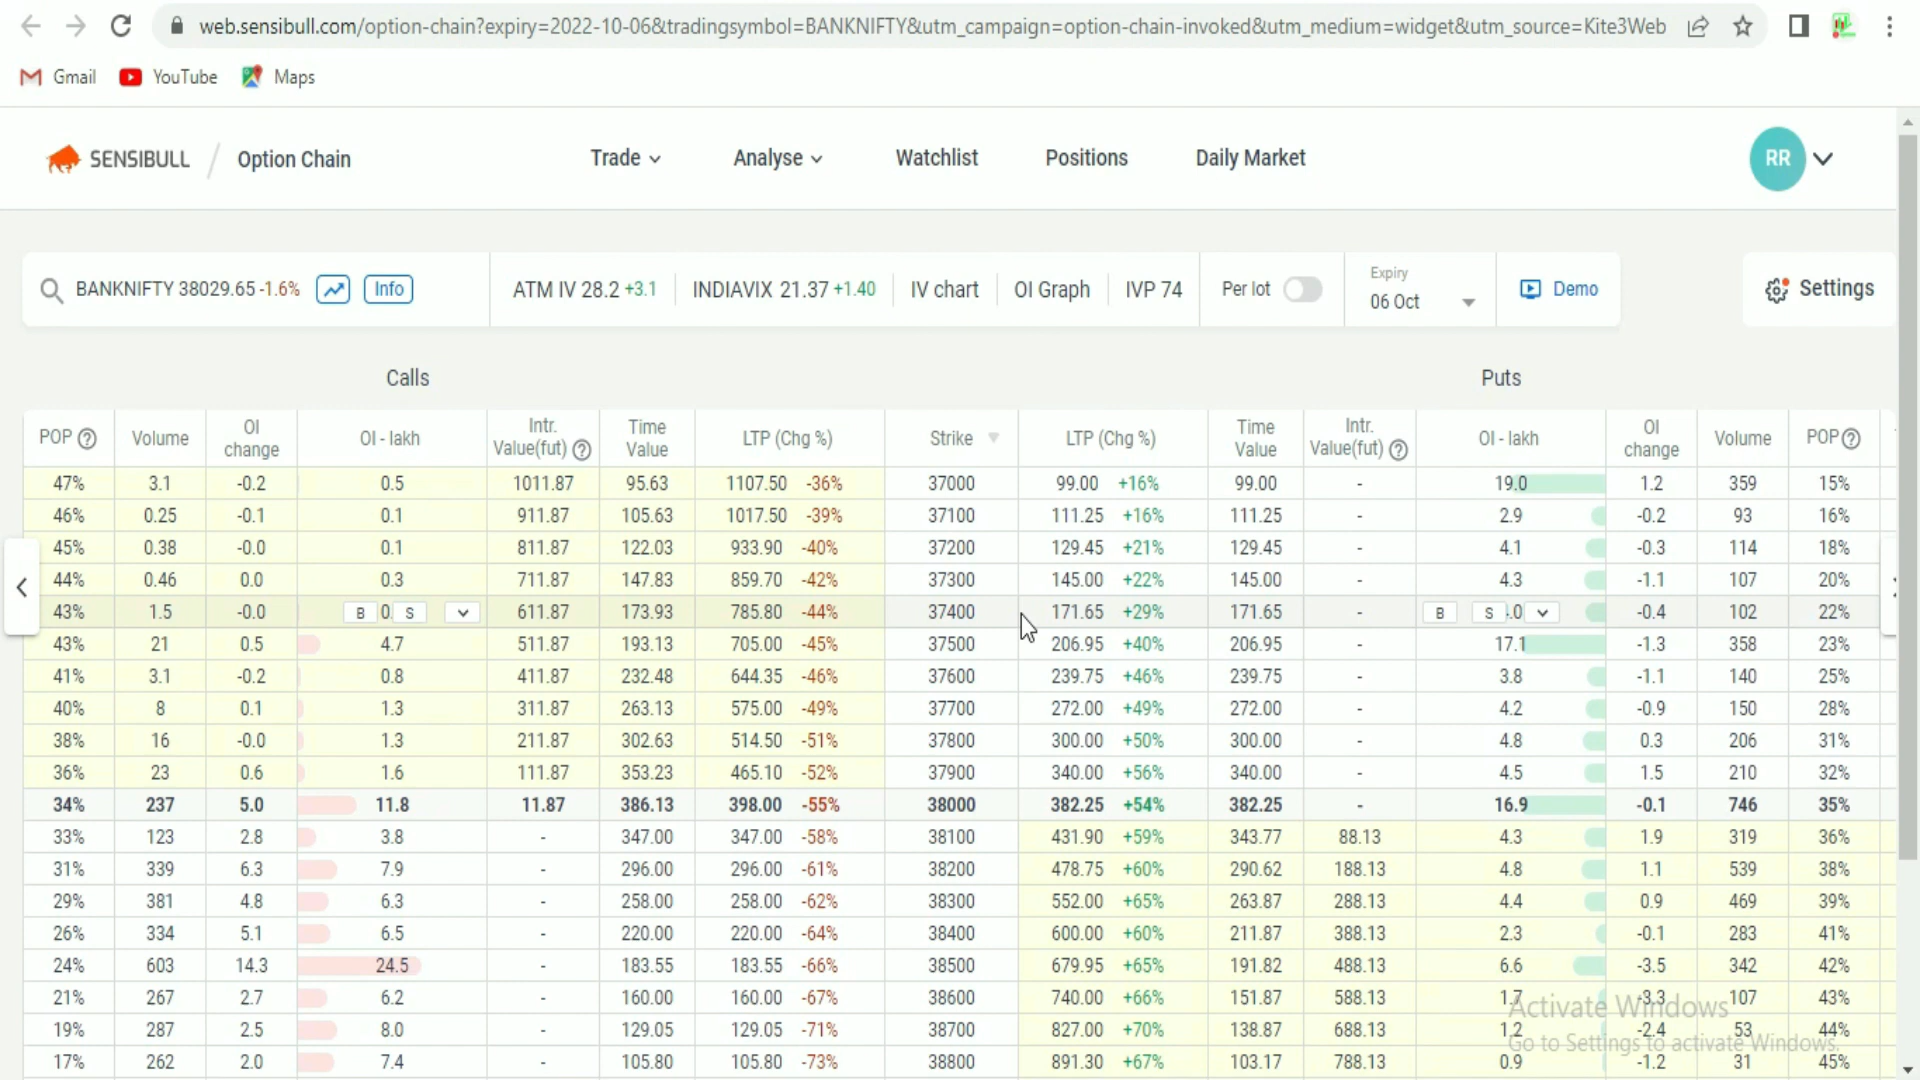 web.sensibull.com/option-chain?expiry=2022-10-06&tradingsymbol=BANKNIFTY&utm_campaign=option-chain-invoked&utm_medium=widget&utm_source=Kite3Web
Gmail YouTube Maps
SENSIBULL / Option Chain Trade Analyse Watchlist Positions Daily Market RR
BANKNIFTY 38029.65 -1.6% Info ATM IV 28.2 +3.1 INDIAVIX 21.37 +1.40 IV chart OI Graph IVP 74 Per lot Expiry 06 Oct Demo Settings
Calls Puts
POP Volume OI change OI - lakh Intr. Value(fut) Time Value LTP (Chg %) Strike LTP (Chg %) Time Value Intr. Value(fut) OI - lakh OI change Volume POP
47% 3.1 -0.2 0.5 1011.87 95.63 1107.50 -36% 37000 99.00 +16% 99.00 - 19.0 1.2 359 15%
46% 0.25 -0.1 0.1 911.87 105.63 1017.50 -39% 37100 111.25 +16% 111.25 - 2.9 -0.2 93 16%
45% 0.38 -0.0 0.1 811.87 122.03 933.90 -40% 37200 129.45 +21% 129.45 - 4.1 -0.3 114 18%
44% 0.46 0.0 0.3 711.87 147.83 859.70 -42% 37300 145.00 +22% 145.00 - 4.3 -1.1 107 20%
43% 1.5 -0.0 B S 611.87 173.93 785.80 -44% 37400 171.65 +29% 171.65 - B S -0.4 102 22%
43% 21 0.5 4.7 511.87 193.13 705.00 -45% 37500 206.95 +40% 206.95 - 17.1 -1.3 358 23%
41% 3.1 -0.2 0.8 411.87 232.48 644.35 -46% 37600 239.75 +46% 239.75 - 3.8 -1.1 140 25%
40% 8 0.1 1.3 311.87 263.13 575.00 -49% 37700 272.00 +49% 272.00 - 4.2 -0.9 150 28%
38% 16 -0.0 1.3 211.87 302.63 514.50 -51% 37800 300.00 +50% 300.00 - 4.8 0.3 206 31%
36% 23 0.6 1.6 111.87 353.23 465.10 -52% 37900 340.00 +56% 340.00 - 4.5 1.5 210 32%
34% 237 5.0 11.8 11.87 386.13 398.00 -55% 38000 382.25 +54% 382.25 - 16.9 -0.1 746 35%
33% 123 2.8 3.8 - 347.00 347.00 -58% 38100 431.90 +59% 343.77 88.13 4.3 1.9 319 36%
31% 339 6.3 7.9 - 296.00 296.00 -61% 38200 478.75 +60% 290.62 188.13 4.8 1.1 539 38%
29% 381 4.8 6.3 - 258.00 258.00 -62% 38300 552.00 +65% 263.87 288.13 4.4 0.9 469 39%
26% 334 5.1 6.5 - 220.00 220.00 -64% 38400 600.00 +60% 211.87 388.13 2.3 -0.1 283 41%
24% 603 14.3 24.5 - 183.55 183.55 -66% 38500 679.95 +65% 191.82 488.13 6.6 -3.5 342 42%
21% 267 2.7 6.2 - 160.00 160.00 -67% 38600 740.00 +66% 151.87 588.13 1.7 -3.3 107 43%
Activate Windows
19% 287 2.5 8.0 - 129.05 129.05 -71% 38700 827.00 +70% 138.87 688.13 1.2 -2.4 53 44%
Go to Settings to activate Windows.
17% 262 2.0 7.4 - 105.80 105.80 -73% 38800 891.30 +67% 103.17 788.13 0.9 -1.2 31 45%